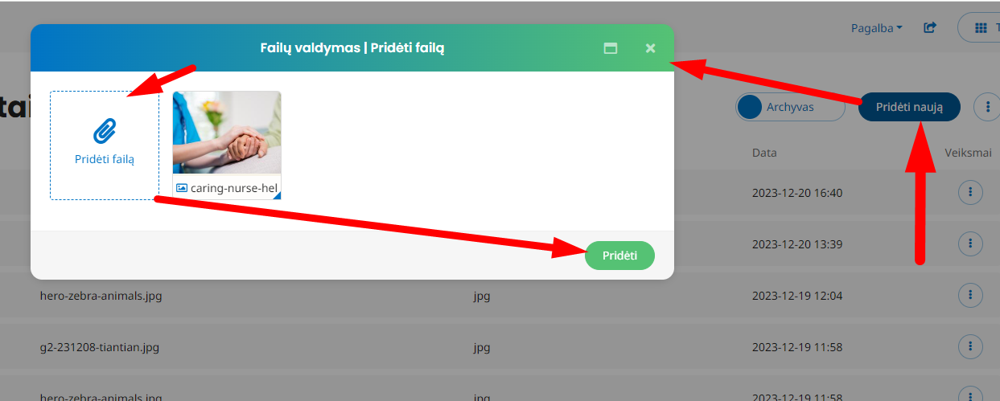 Pagalba
Failų valdymas | Pridėti failą
Archyvas
Pridėti naują
Pridėti failą
caring-nurse-hel
Data
Veiksmai
2023-12-20 16:40
2023-12-20 13:39
Pridėti
hero-zebra-animals.jpg jpg 2023-12-19 12:04
g2-231208-tiantian.jpg jpg 2023-12-19 11:58
hero-zebra-animals.jpg jpg 2023-12-19 11:58